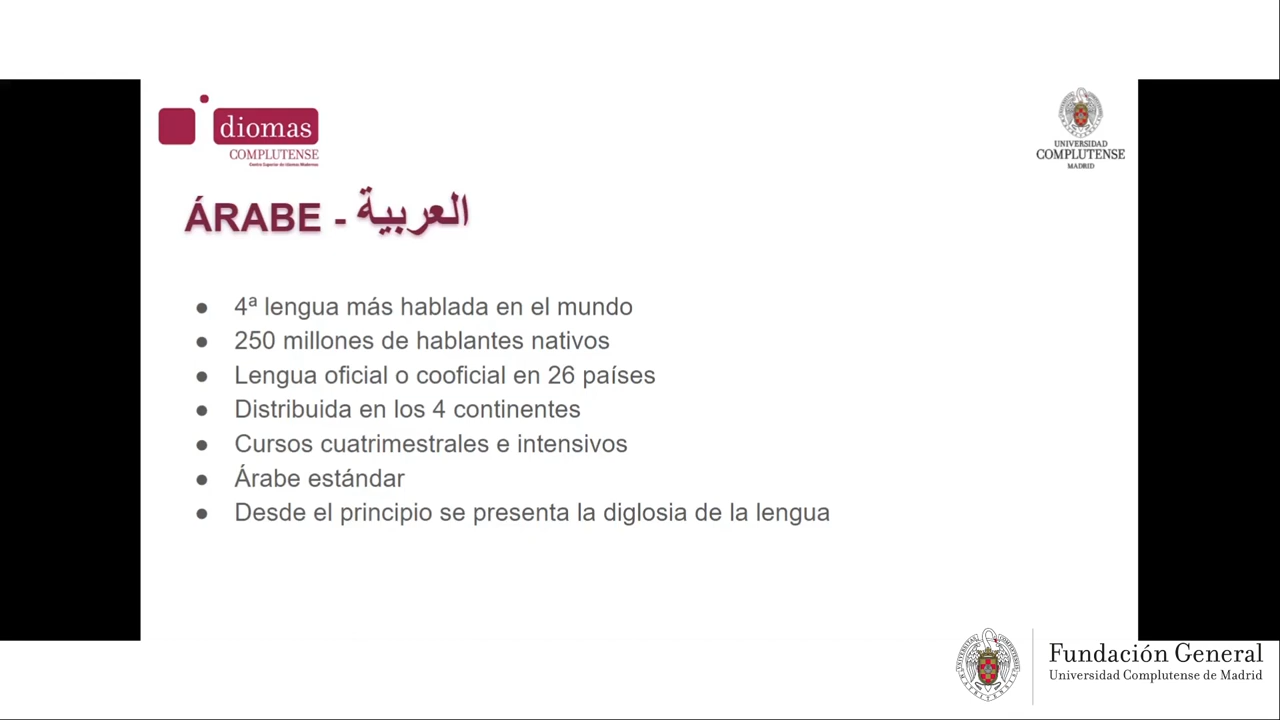 diomas
COMPLUTENSE
Centro Superior de Idiomas Modernos
UNIVERSIDAD
COMPLUTENSE
MADRID
ÁRABE - العربية
● 4ª lengua más hablada en el mundo
● 250 millones de hablantes nativos
● Lengua oficial o cooficial en 26 países
● Distribuida en los 4 continentes
● Cursos cuatrimestrales e intensivos
● Árabe estándar
● Desde el principio se presenta la diglosia de la lengua
Fundación General
Universidad Complutense de Madrid